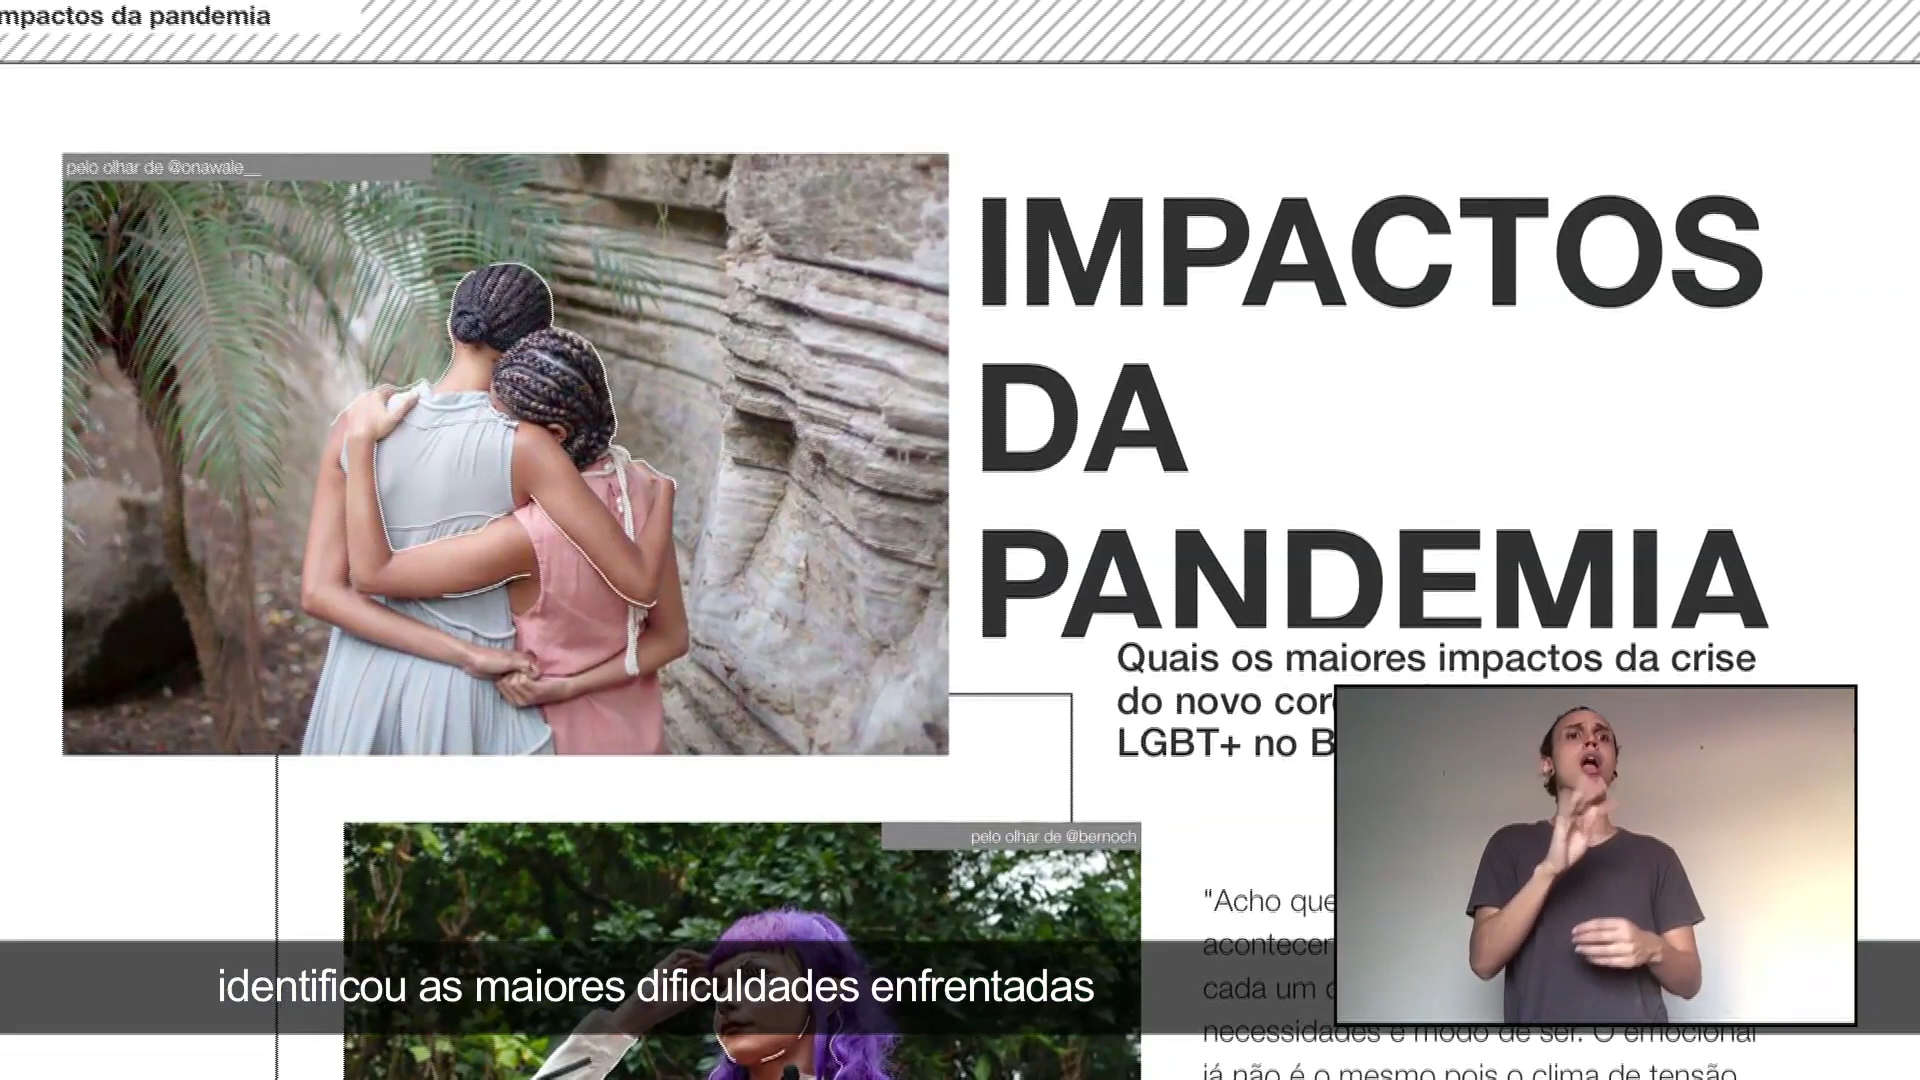 mpactos da pandemia
pelo olhar de @onawale__
IMPACTOS
DA
PANDEMIA
Quais os maiores impactos da crise
do novo cor
LGBT+ no B
pelo olhar de @bernoch
"Acho que
acontecer
cada um
necessidades e modo de ser. O emocional
já não é o mesmo pois o clima de tensão
identificou as maiores dificuldades enfrentadas